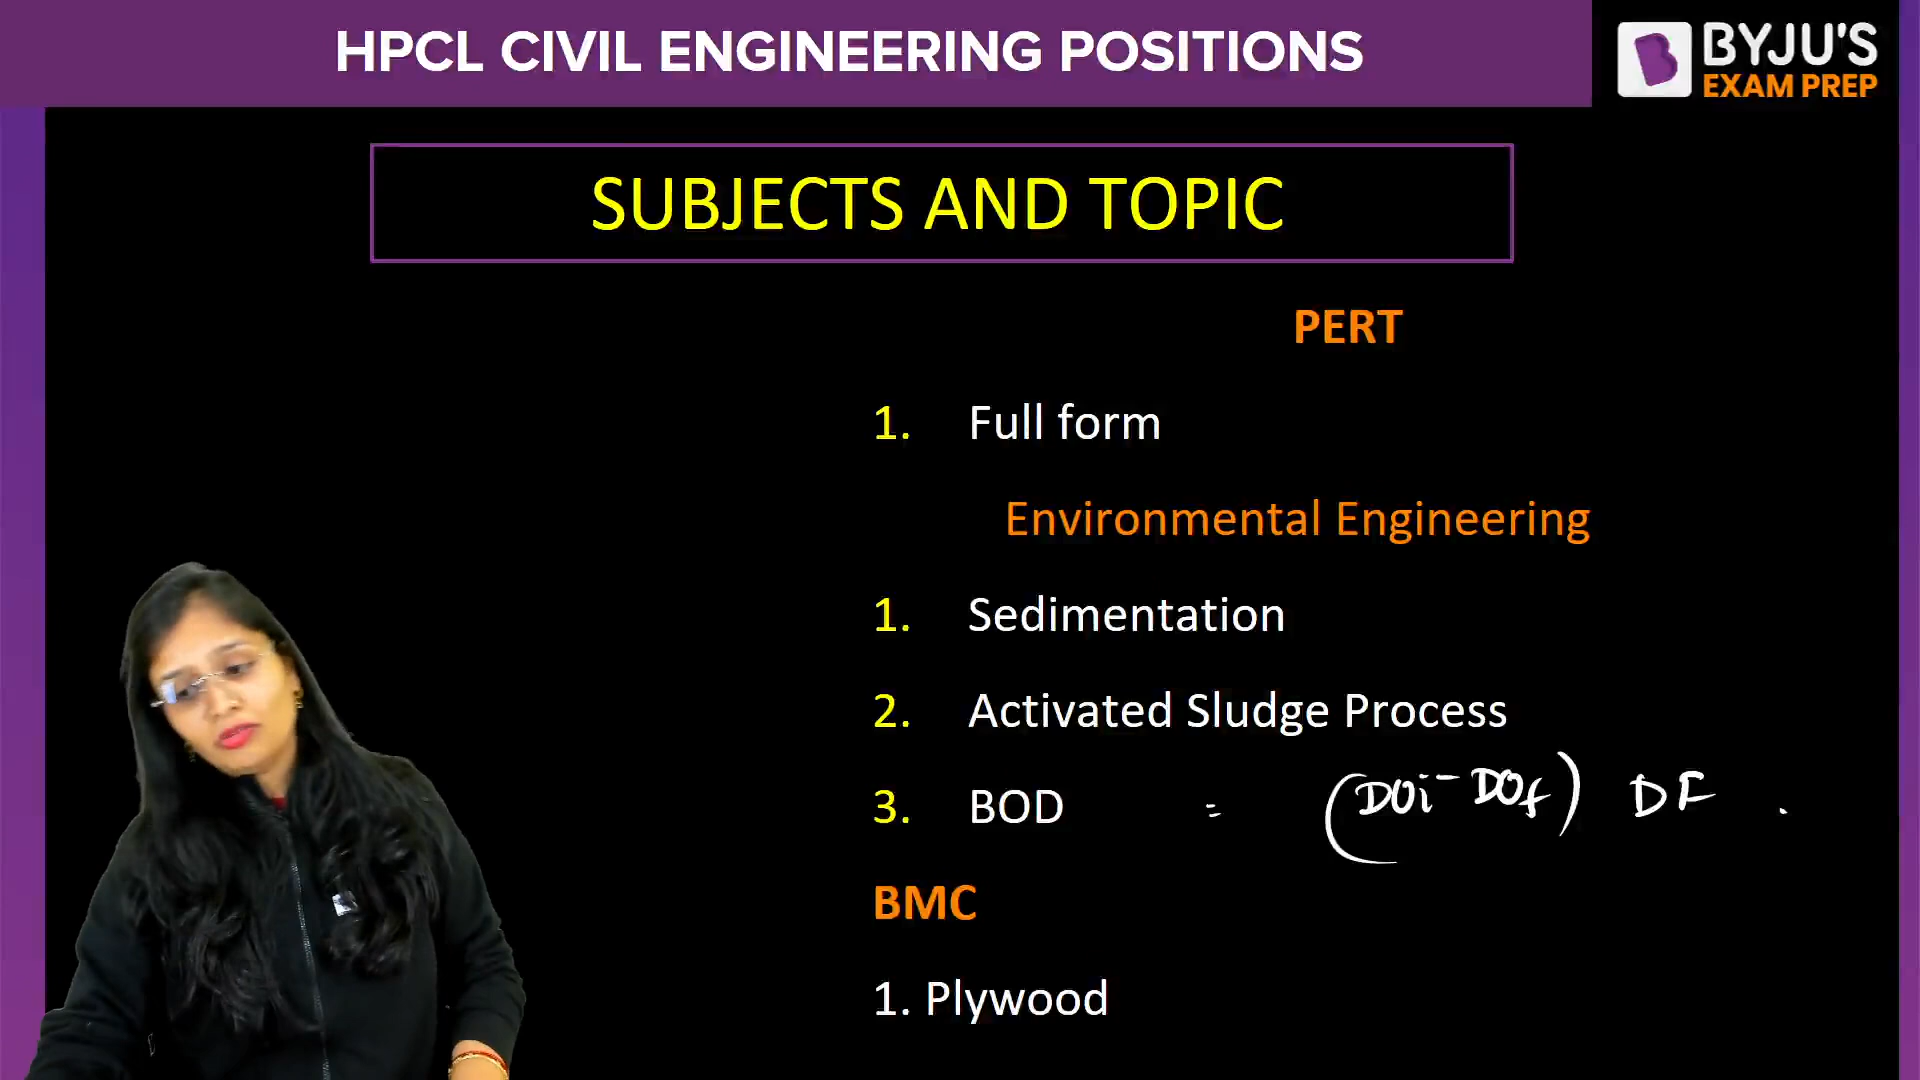 HPCL CIVIL ENGINEERING POSITIONS
BYJU'S
EXAM PREP
SUBJECTS AND TOPIC
PERT
1. Full form
Environmental Engineering
1. Sedimentation
2. Activated Sludge Process
3. BOD = (DOi - DOf) DF .
BMC
1. Plywood